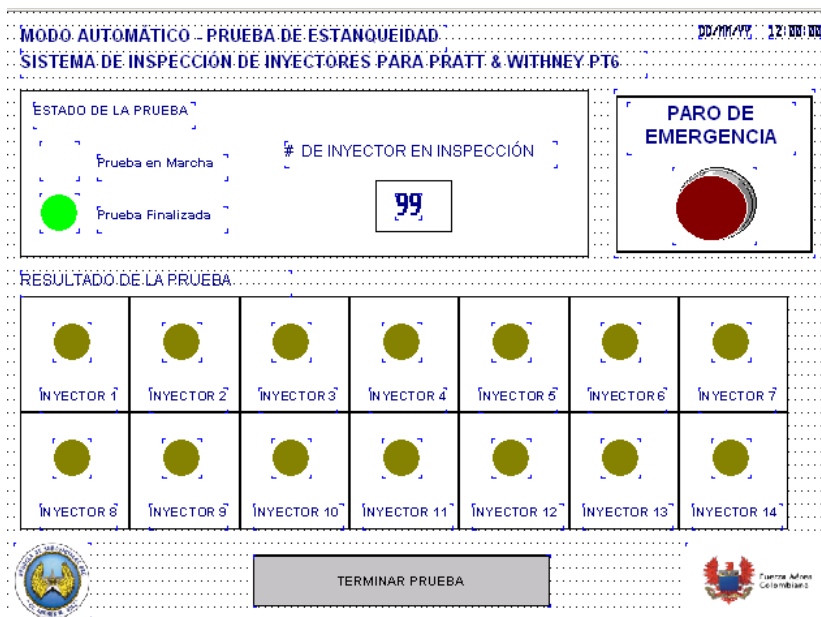 MODO AUTOMÁTICO - PRUEBA DE ESTANQUEIDAD
DD/MM/YY 12:00:00
SISTEMA DE INSPECCIÓN DE INYECTORES PARA PRATT & WITHNEY PT6
ESTADO DE LA PRUEBA
Prueba en Marcha
Prueba Finalizada
# DE INYECTOR EN INSPECCIÓN
99
PARO DE
EMERGENCIA
RESULTADO DE LA PRUEBA
INYECTOR 1 INYECTOR 2 INYECTOR 3 INYECTOR 4 INYECTOR 5 INYECTOR 6 INYECTOR 7
INYECTOR 8 INYECTOR 9 INYECTOR 10 INYECTOR 11 INYECTOR 12 INYECTOR 13 INYECTOR 14
TERMINAR PRUEBA
Fuerza Aérea
Colombiana